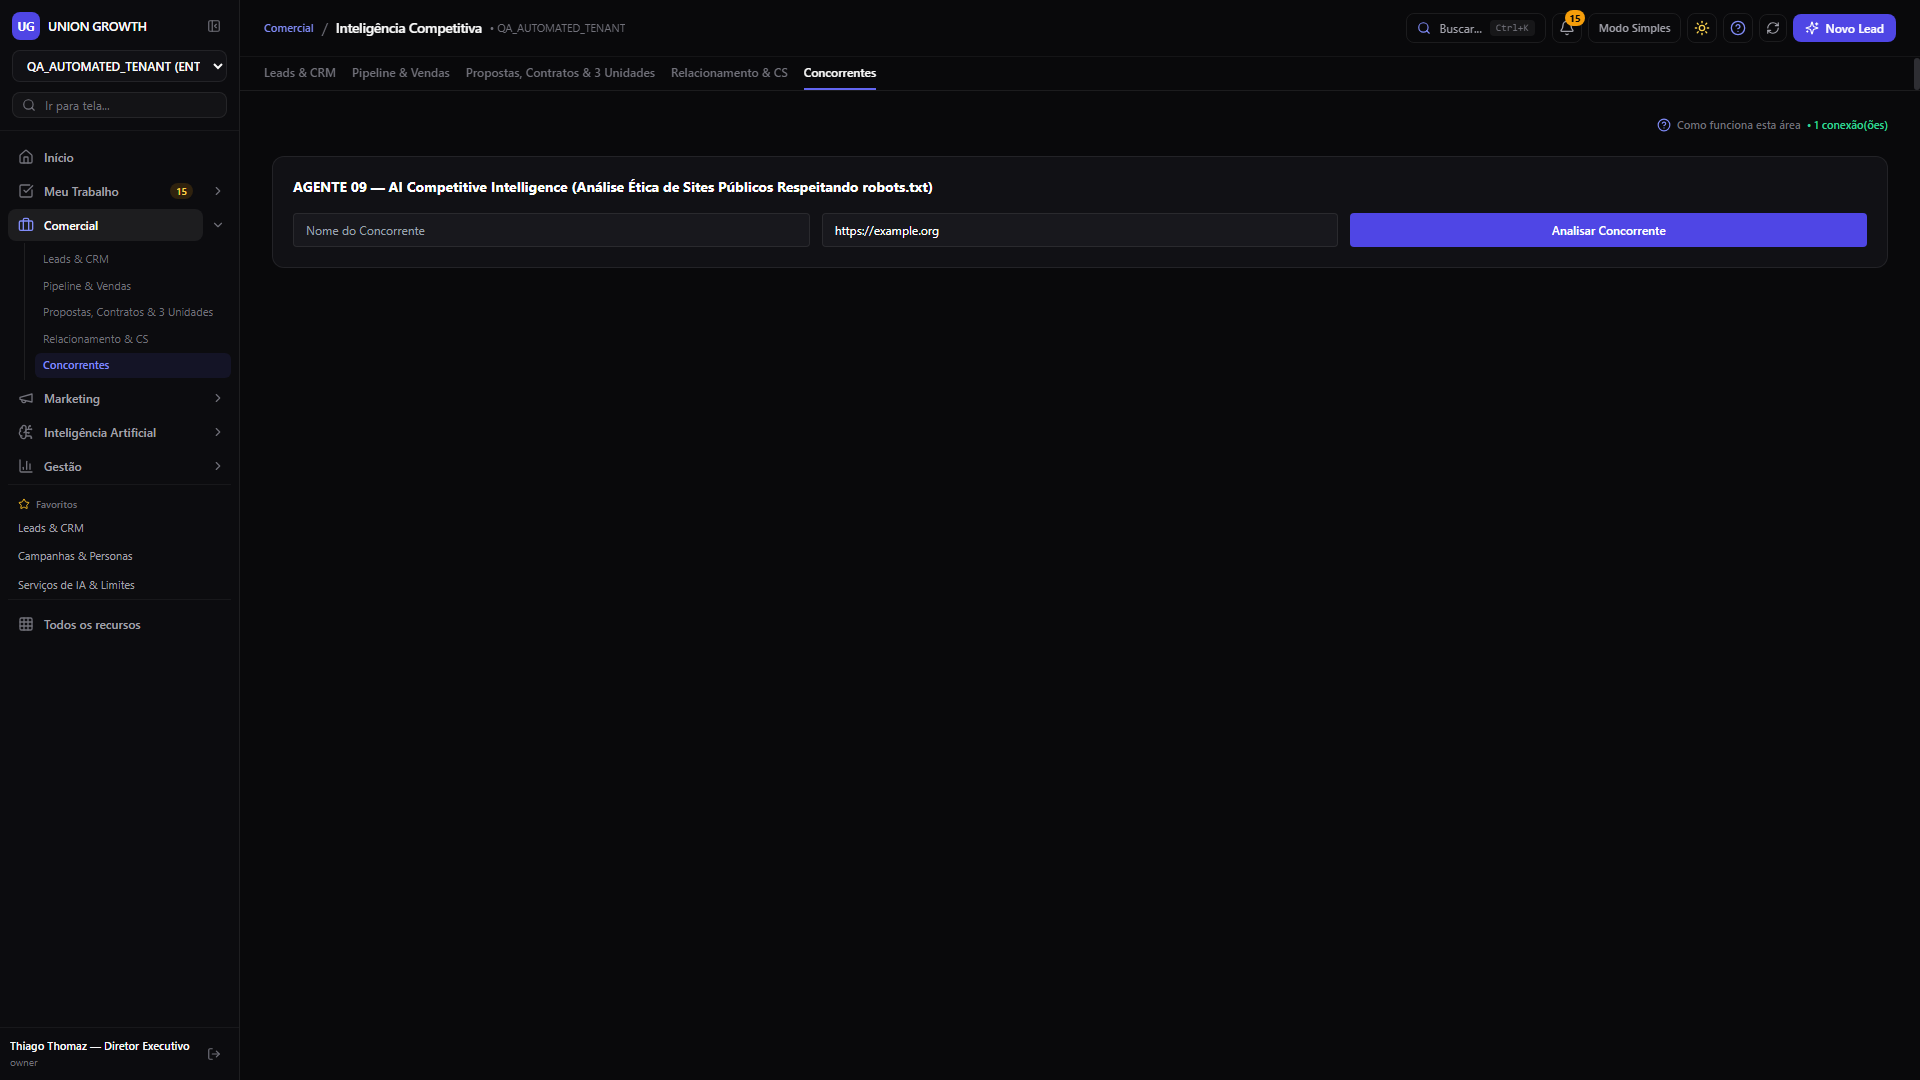 UG UNION GROWTH
QA_AUTOMATED_TENANT (ENT
Ir para tela...
Início
Meu Trabalho 15
Comercial
Leads & CRM
Pipeline & Vendas
Propostas, Contratos & 3 Unidades
Relacionamento & CS
Concorrentes
Marketing
Inteligência Artificial
Gestão
Favoritos
Leads & CRM
Campanhas & Personas
Serviços de IA & Limites
Todos os recursos
Thiago Thomaz — Diretor Executivo
owner
Comercial / Inteligência Competitiva • QA_AUTOMATED_TENANT
Buscar... Ctrl+K 15 Modo Simples Novo Lead
Leads & CRM Pipeline & Vendas Propostas, Contratos & 3 Unidades Relacionamento & CS Concorrentes
Como funciona esta área • 1 conexão(ões)
AGENTE 09 — AI Competitive Intelligence (Análise Ética de Sites Públicos Respeitando robots.txt)
Nome do Concorrente https://example.org Analisar Concorrente